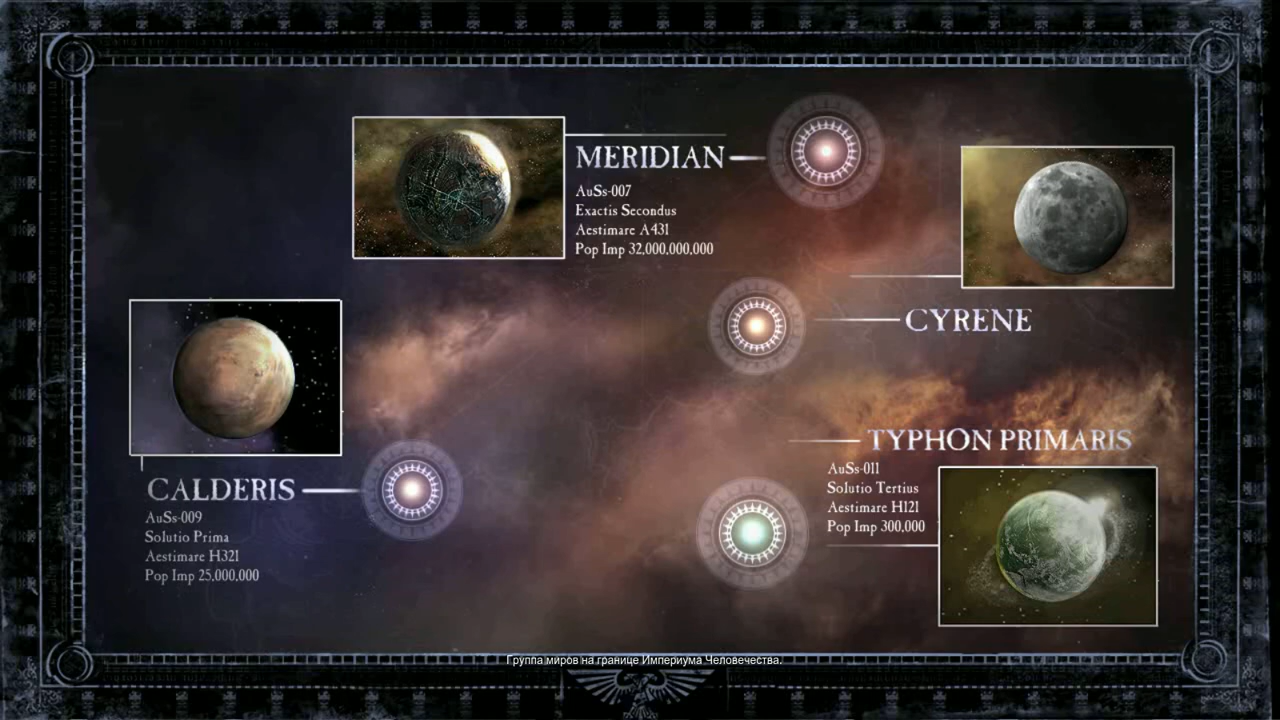 MERIDIAN
AuSs-007
Exactis Secondus
Aestimare A431
Pop Imp 32,000,000,000
CYRENE
TYPHON PRIMARIS
AuSs-011
Solutio Tertius
Aestimare H121
Pop Imp 300,000
CALDERIS
AuSs-009
Solutio Prima
Aestimare H321
Pop Imp 25,000,000
Группа миров на границе Империума Человечества.